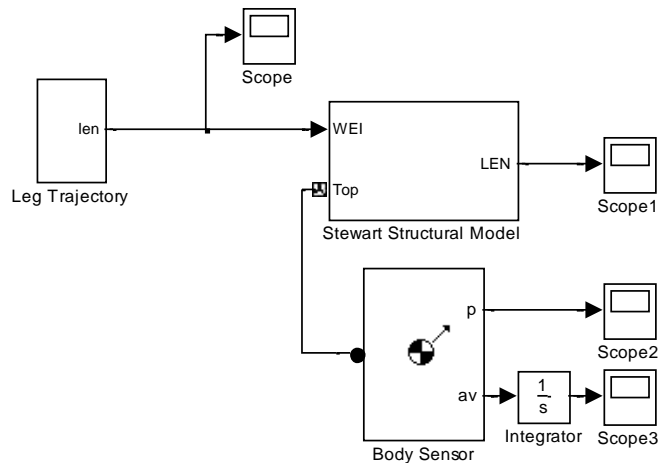 Scope
len
WEI
Leg Trajectory
LEN
Top
Scope1
Stewart Structural Model
p
Scope2
av
1
s
Body Sensor
Integrator
Scope3